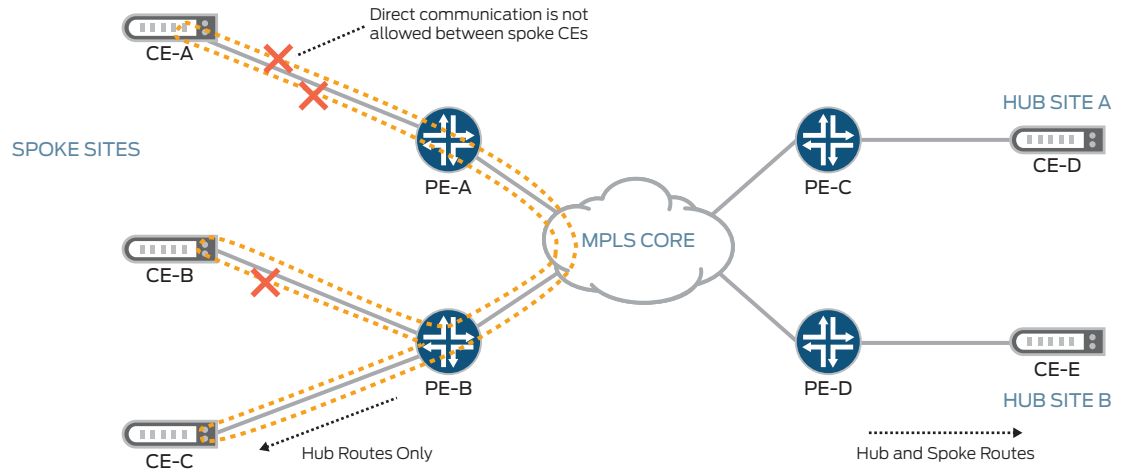 Direct communication is not
allowed between spoke CEs
CE-A
HUB SITE A
SPOKE SITES
PE-A
PE-C
CE-D
MPLS CORE
CE-B
PE-B
PE-D
CE-E
HUB SITE B
CE-C
Hub Routes Only
Hub and Spoke Routes